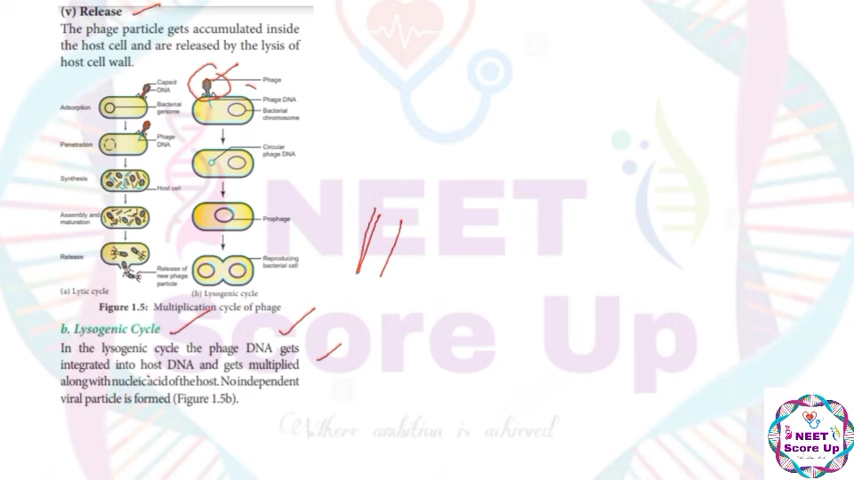 (v) Release
The phage particle gets accumulated inside
the host cell and are released by the lysis of
host cell wall.
Capsid
DNA
Adsorption
Bacterial
genome
Penetration
Phage
DNA
Synthesis
Host cell
Assembly and
maturation
Release
Release of
new phage
particle
(a) Lytic cycle
Phage
Phage DNA
Bacterial
chromosome
Circular
phage DNA
Prophage
Reproducing
bacterial cell
(b) Lysogenic cycle
Figure 1.5: Multiplication cycle of phage
b. Lysogenic Cycle
In the lysogenic cycle the phage DNA gets
integrated into host DNA and gets multiplied
along with nucleic acid of the host. No independent
viral particle is formed (Figure 1.5b).
NEET
Score Up
Where ambition is achieved
NEET
Score Up